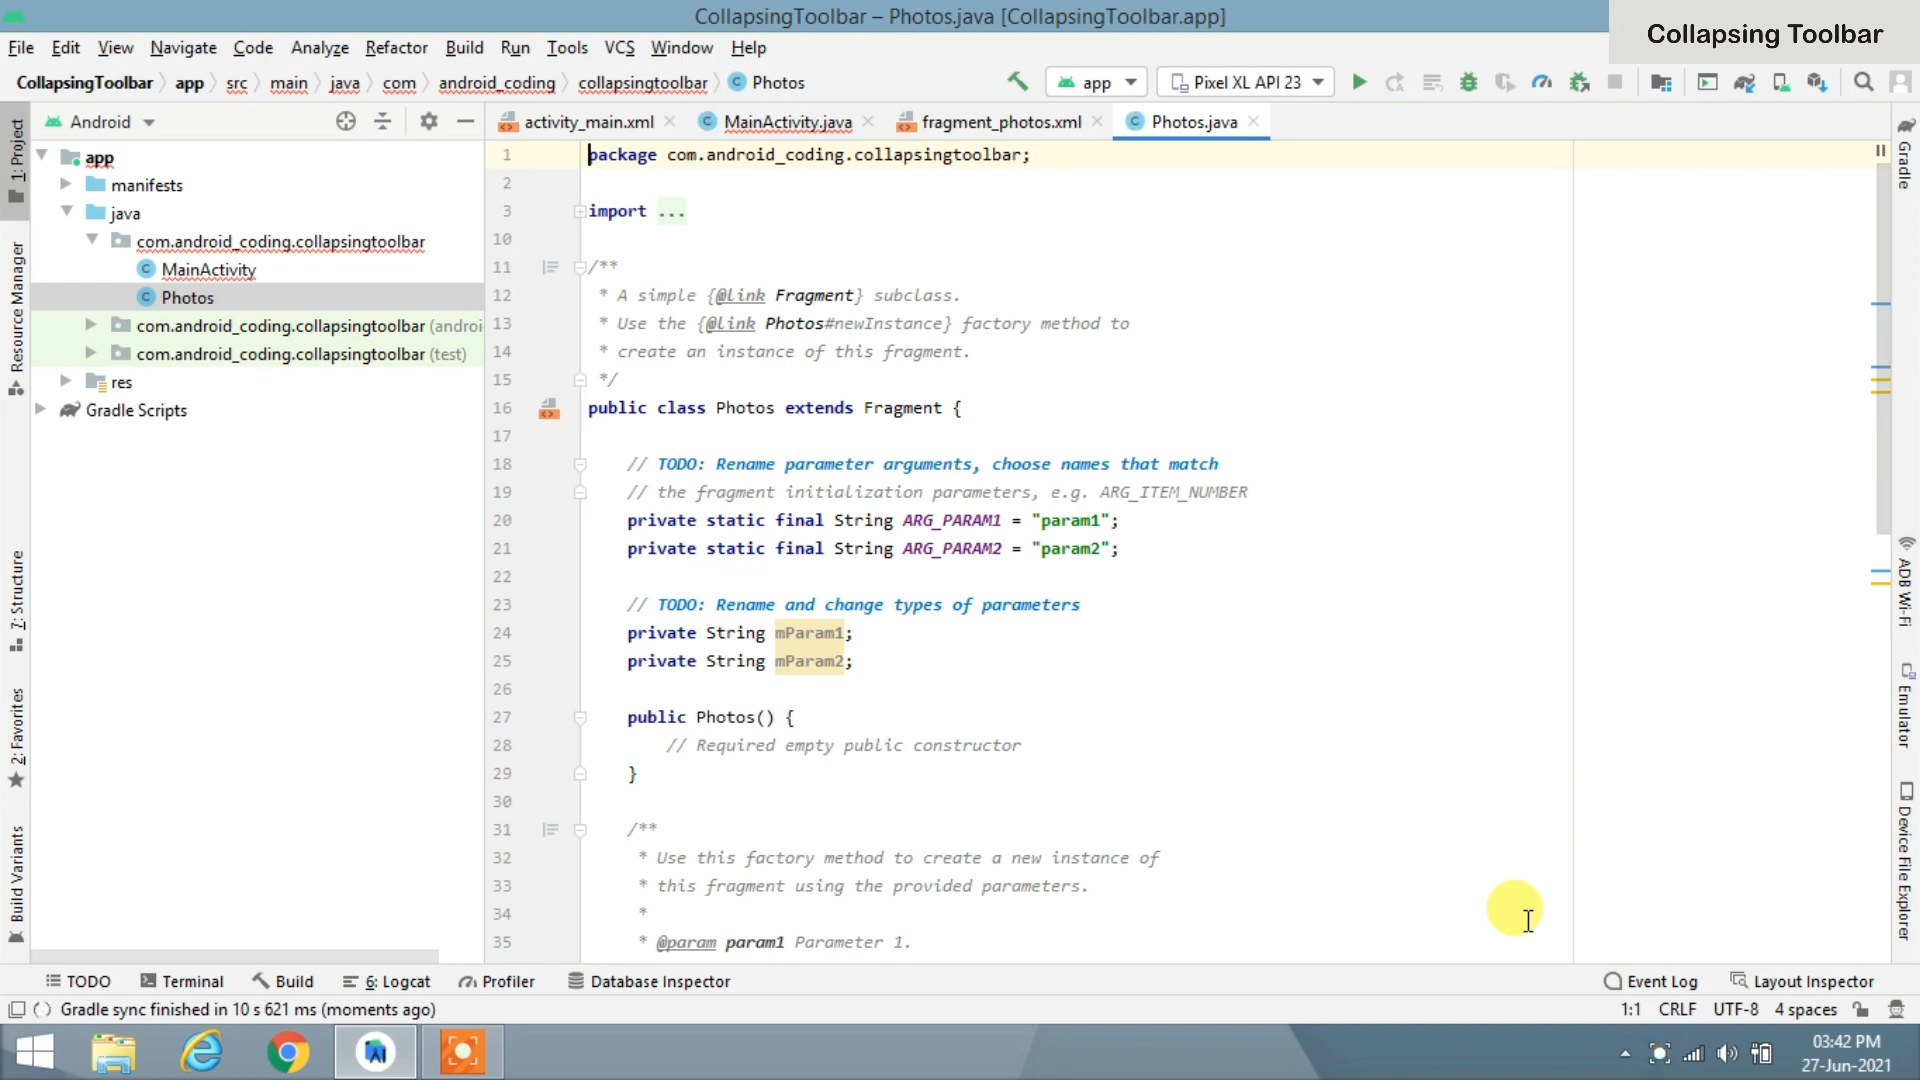 CollapsingToolbar – Photos.java [CollapsingToolbar.app]
Collapsing Toolbar
File Edit View Navigate Code Analyze Refactor Build Run Tools VCS Window Help
CollapsingToolbar app src main java com android_coding collapsingtoolbar Photos
app Pixel XL API 23
Android
activity_main.xml MainActivity.java fragment_photos.xml Photos.java
app
manifests
java
com.android_coding.collapsingtoolbar
MainActivity
Photos
com.android_coding.collapsingtoolbar (androi
com.android_coding.collapsingtoolbar (test)
res
Gradle Scripts
1: Project
Resource Manager
7: Structure
2: Favorites
Build Variants
1 package com.android_coding.collapsingtoolbar;
2
3 import ...
10
11 /**
12 * A simple {@link Fragment} subclass.
13 * Use the {@link Photos#newInstance} factory method to
14 * create an instance of this fragment.
15 */
16 public class Photos extends Fragment {
17
18 // TODO: Rename parameter arguments, choose names that match
19 // the fragment initialization parameters, e.g. ARG_ITEM_NUMBER
20 private static final String ARG_PARAM1 = "param1";
21 private static final String ARG_PARAM2 = "param2";
22
23 // TODO: Rename and change types of parameters
24 private String mParam1;
25 private String mParam2;
26
27 public Photos() {
28 // Required empty public constructor
29 }
30
31 /**
32 * Use this factory method to create a new instance of
33 * this fragment using the provided parameters.
34 *
35 * @param param1 Parameter 1.
Gradle
ADB Wi-Fi
Emulator
Device File Explorer
TODO Terminal Build 6: Logcat Profiler Database Inspector Event Log Layout Inspector
Gradle sync finished in 10 s 621 ms (moments ago) 1:1 CRLF UTF-8 4 spaces
03:42 PM
27-Jun-2021